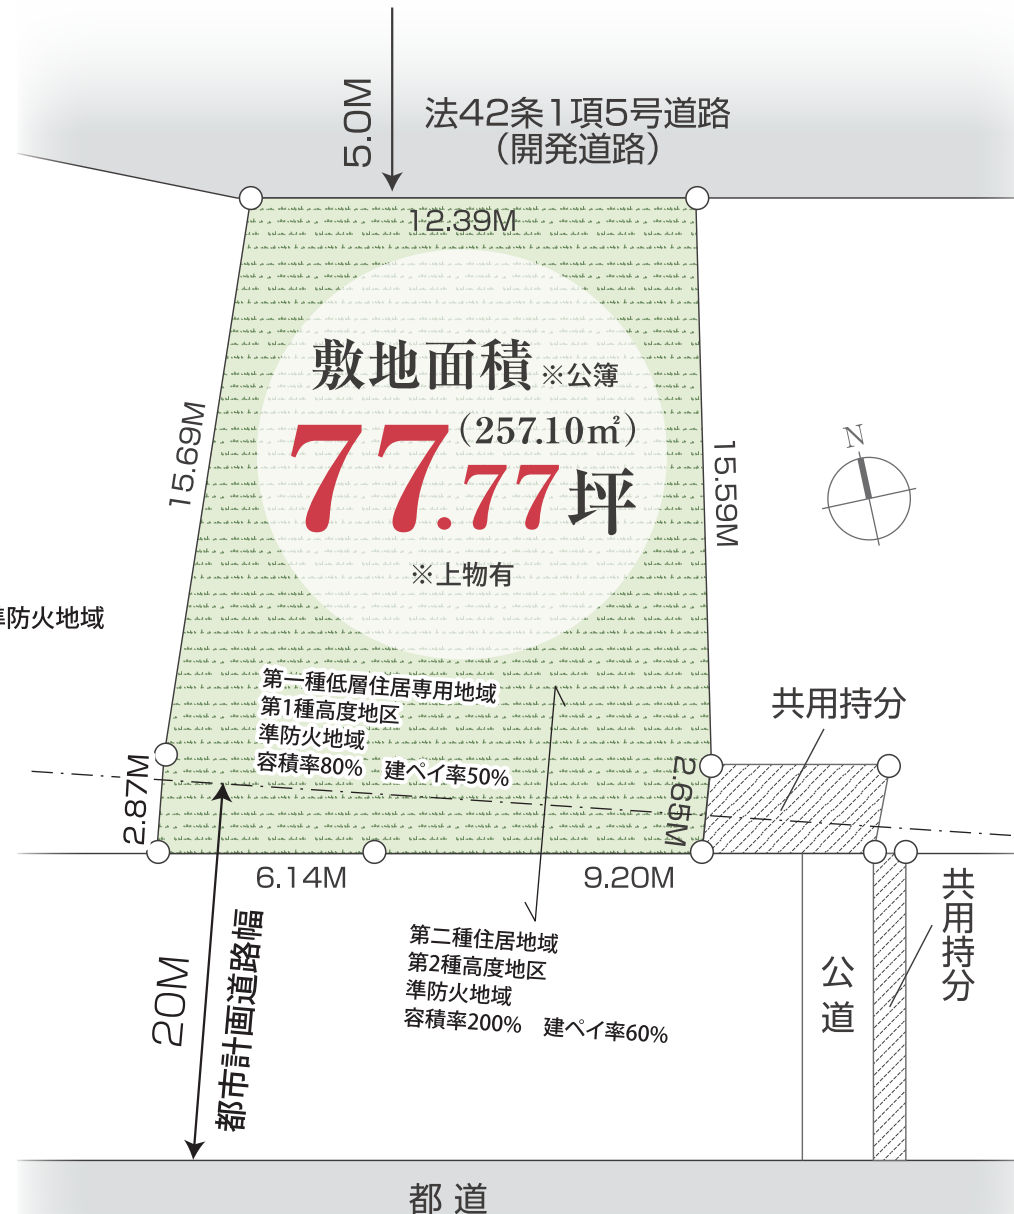 5.0M
法42条1項5号道路
(開発道路)
12.39M
敷地面積 ※公簿
77.77坪
(257.10㎡)
※上物有
15.69M
15.59M
N
準防火地域
第一種低層住居専用地域
第1種高度地区
準防火地域
容積率80% 建ペイ率50%
共用持分
2.87M
2.65M
6.14M
9.20M
20M
都市計画道路幅
第二種住居地域
第2種高度地区
準防火地域
容積率200% 建ペイ率60%
公道
共用持分
都道